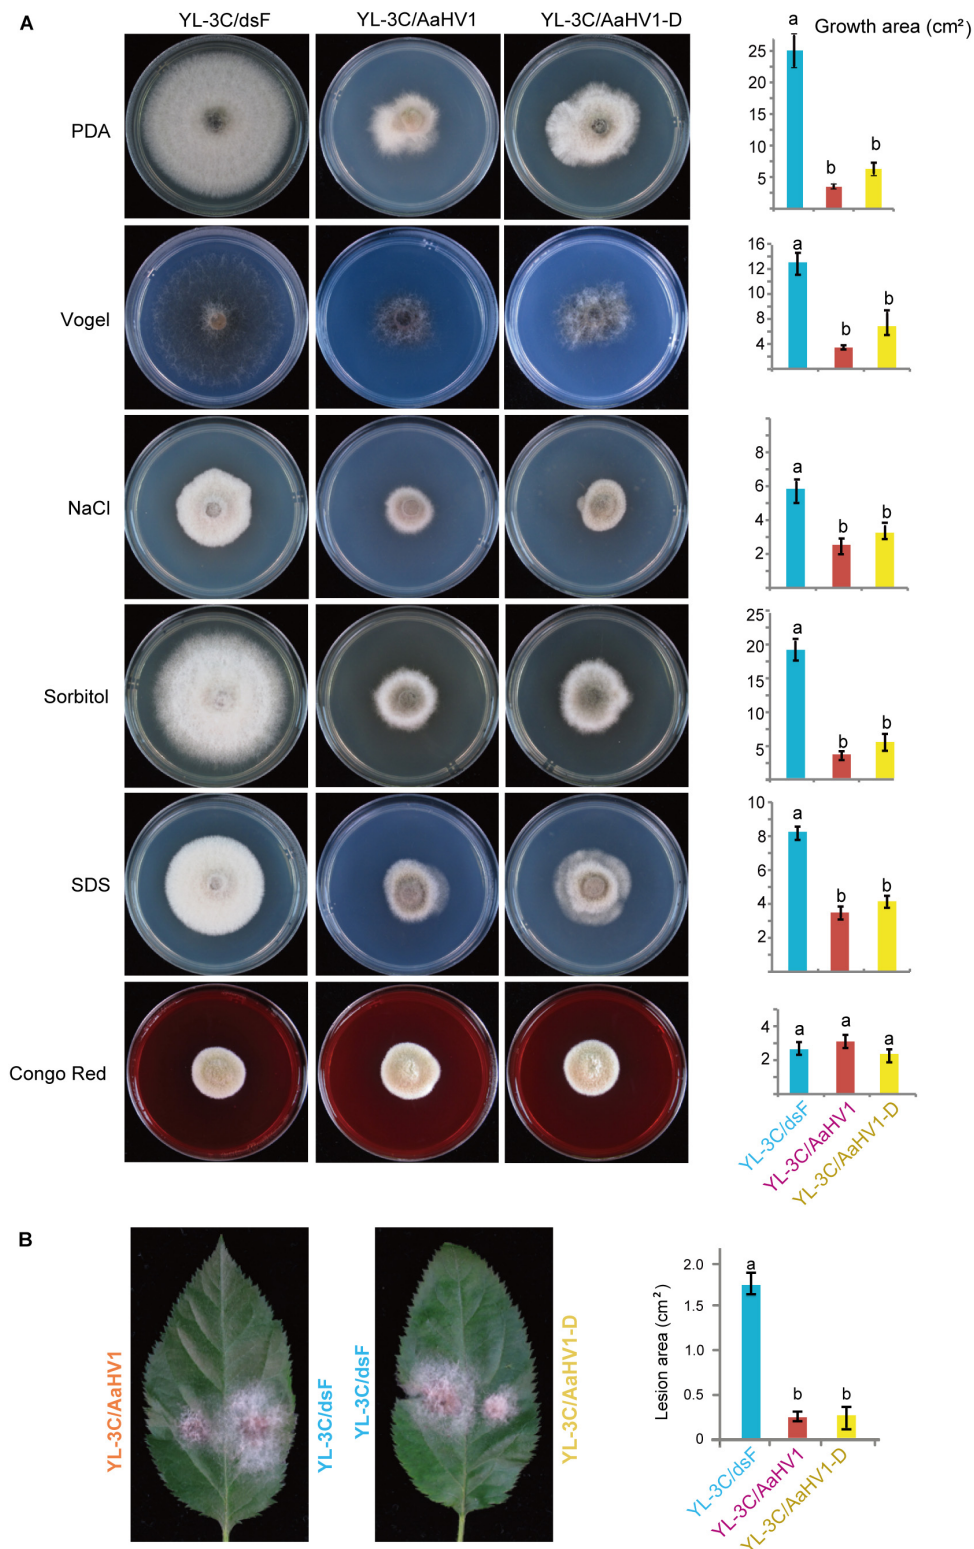 A
YL-3C/dsF YL-3C/AaHV1 YL-3C/AaHV1-D
Growth area (cm²)
PDA
25
20
15
10
5
a
b
b
Vogel
16
12
10
8
4
a
b
b
NaCl
8
6
4
2
a
b
b
Sorbitol
25
20
15
10
5
a
b
b
SDS
10
8
6
4
2
a
b
b
Congo Red
4
2
a
a
a
YL-3C/dsF
YL-3C/AaHV1
YL-3C/AaHV1-D
B
YL-3C/AaHV1
YL-3C/dsF
YL-3C/dsF
YL-3C/AaHV1-D
Lesion area (cm²)
2.0
1.5
1.0
0.5
0
a
b
b
YL-3C/dsF
YL-3C/AaHV1
YL-3C/AaHV1-D